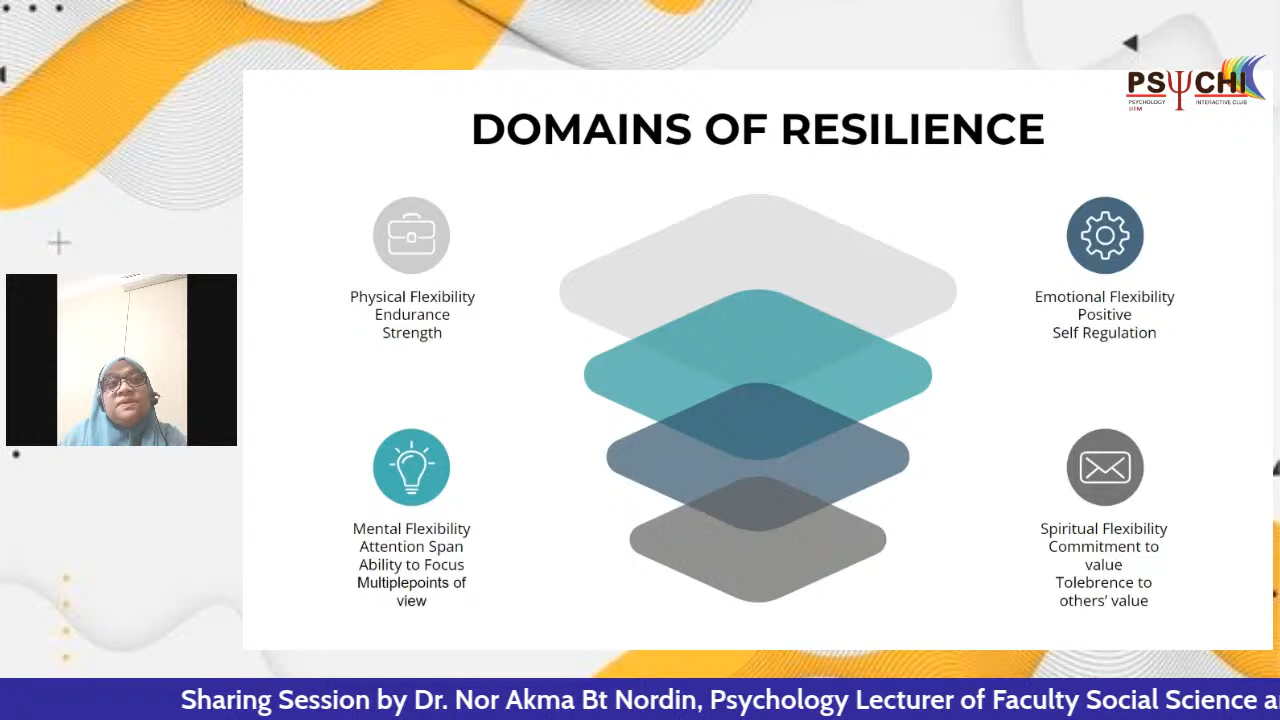 PSYCHI
PSYCHOLOGY INTERACTIVE CLUB
UTM
DOMAINS OF RESILIENCE
Physical Flexibility
Endurance
Strength
Emotional Flexibility
Positive
Self Regulation
Mental Flexibility
Attention Span
Ability to Focus
Multiplepoints of
view
Spiritual Flexibility
Commitment to
value
Tolebrence to
others' value
Sharing Session by Dr. Nor Akma Bt Nordin, Psychology Lecturer of Faculty Social Science a